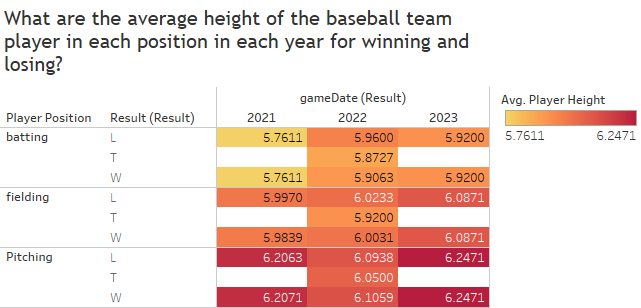 What are the average height of the baseball team
player in each position in each year for winning and
losing?
gameDate (Result)
Player Position Result (Result) 2021 2022 2023
batting L 5.7611 5.9600 5.9200
T 5.8727
W 5.7611 5.9063 5.9200
fielding L 5.9970 6.0233 6.0871
T 5.9200
W 5.9839 6.0031 6.0871
Pitching L 6.2063 6.0938 6.2471
T 6.0500
W 6.2071 6.1059 6.2471
Avg. Player Height
5.7611 6.2471